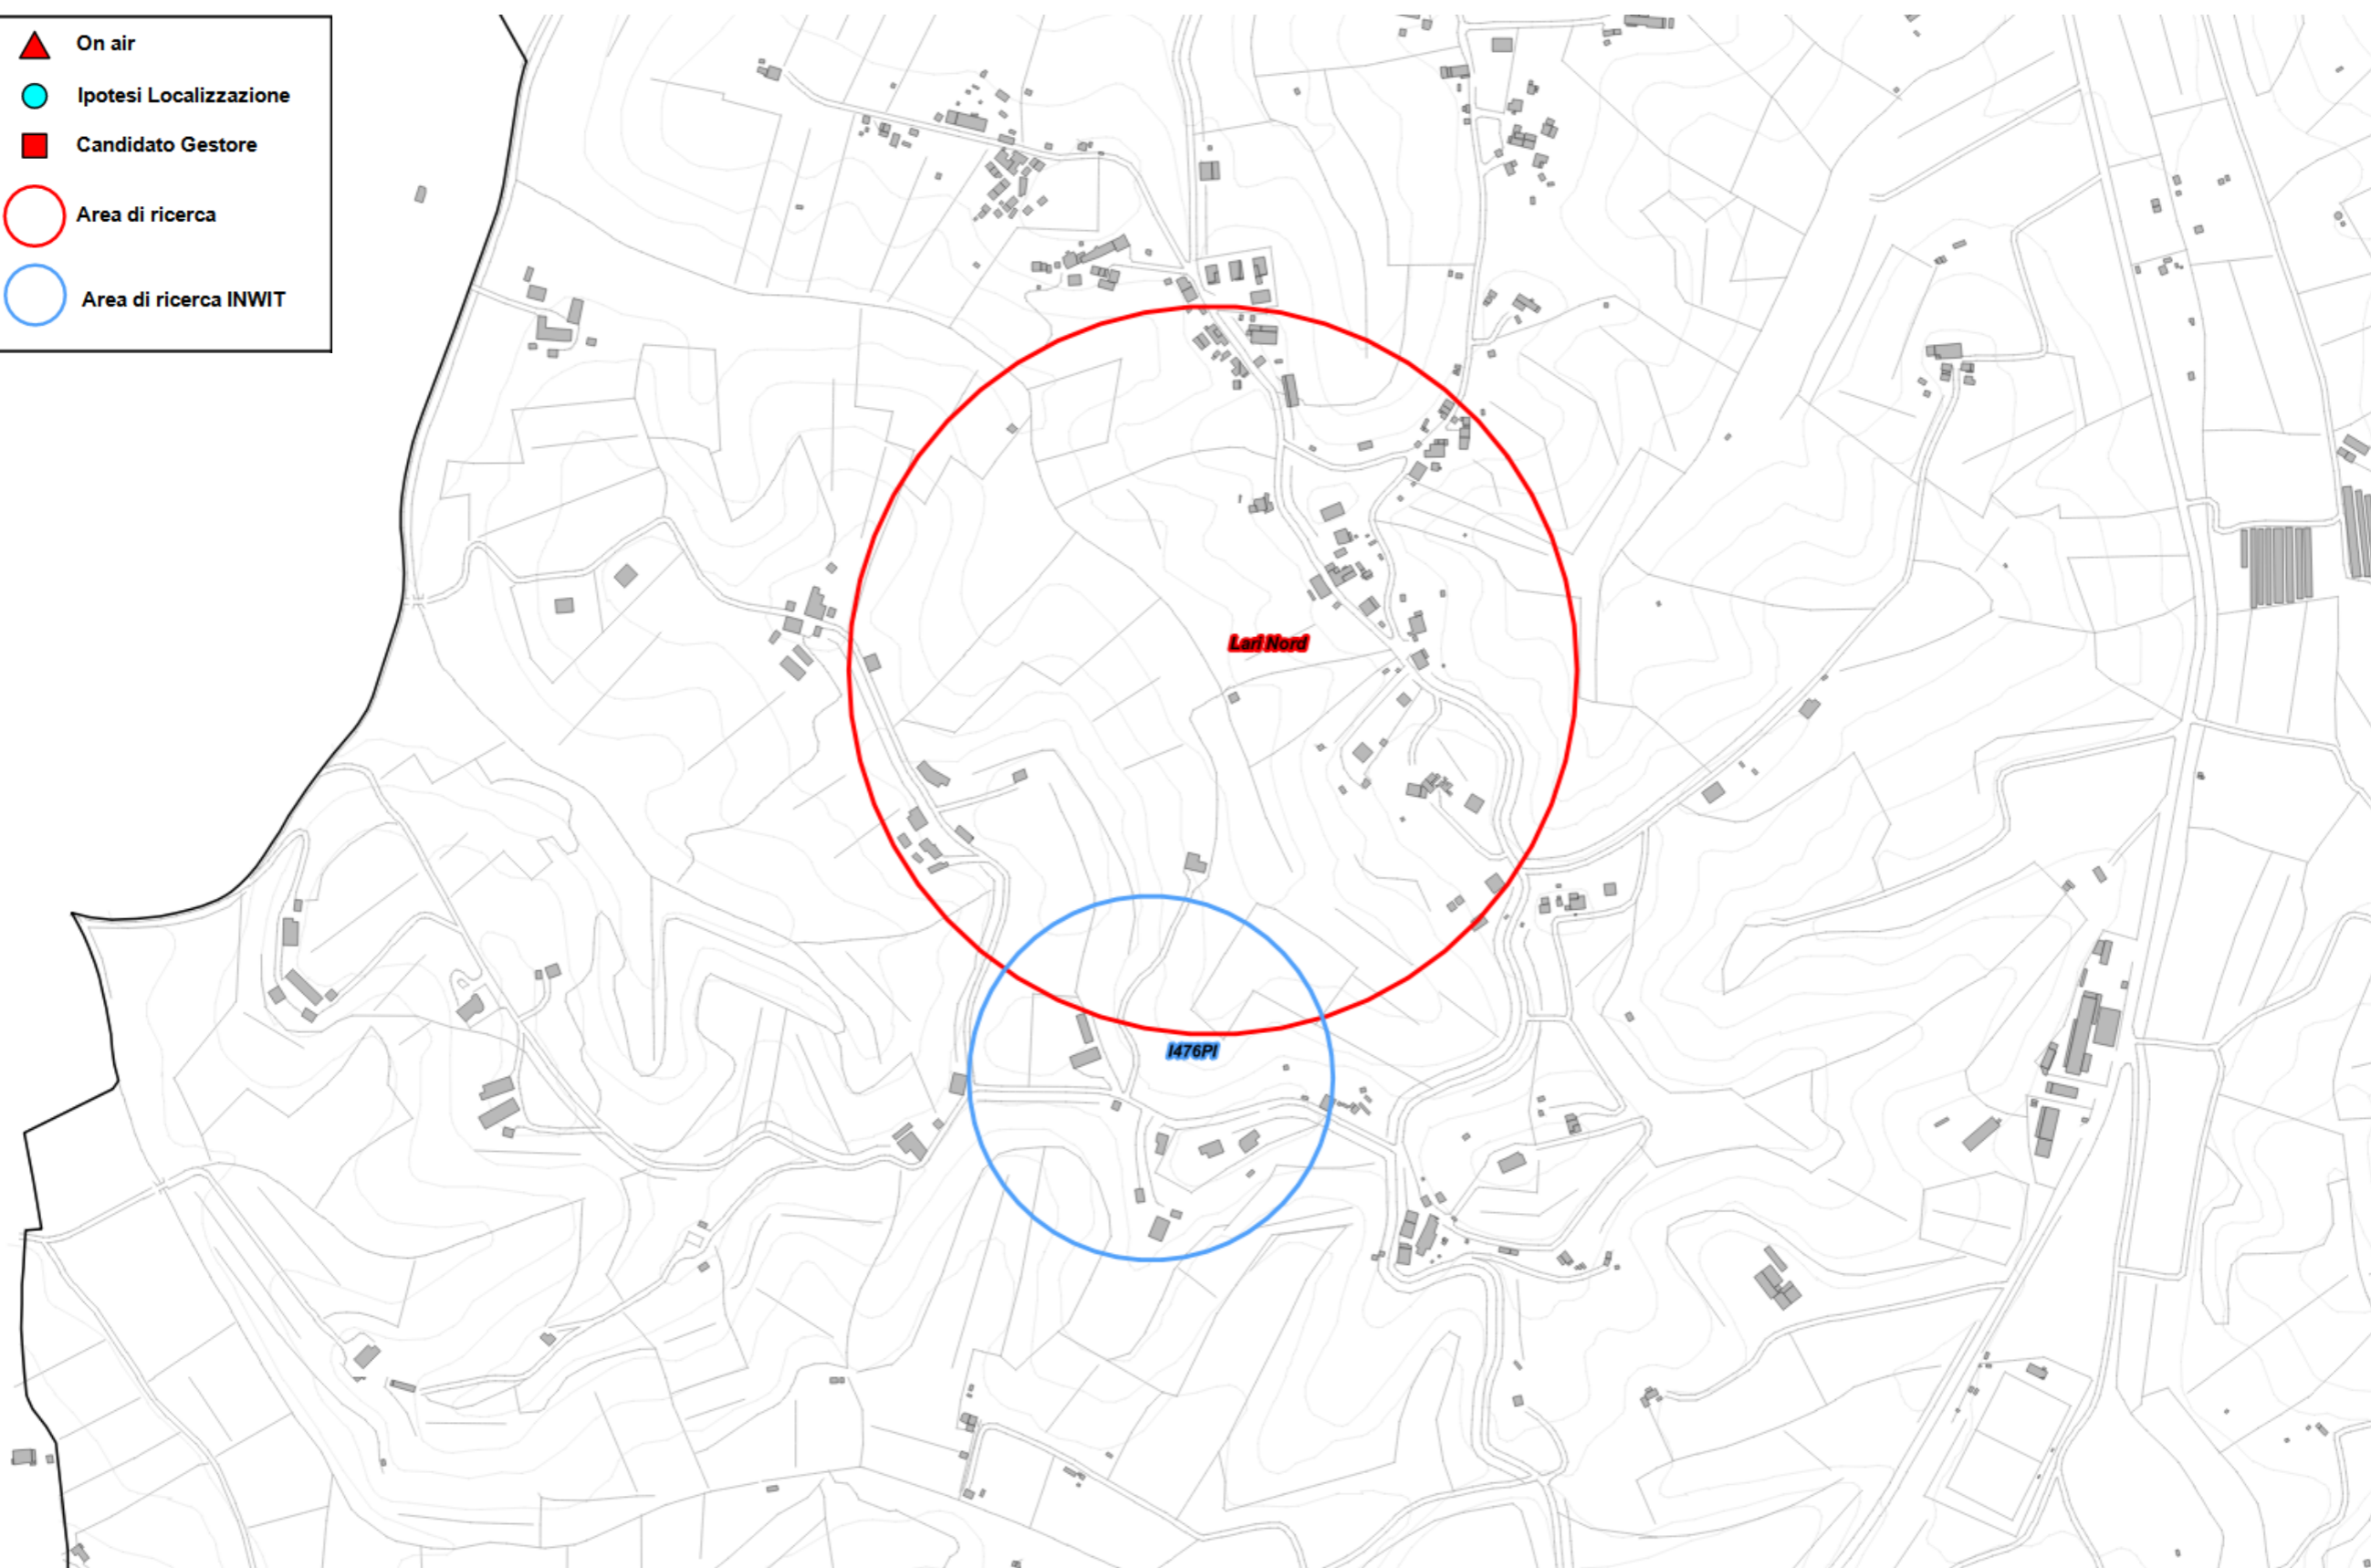 On air
Ipotesi Localizzazione
Candidato Gestore
Area di ricerca
Area di ricerca INWIT
Lari Nord
I476PI